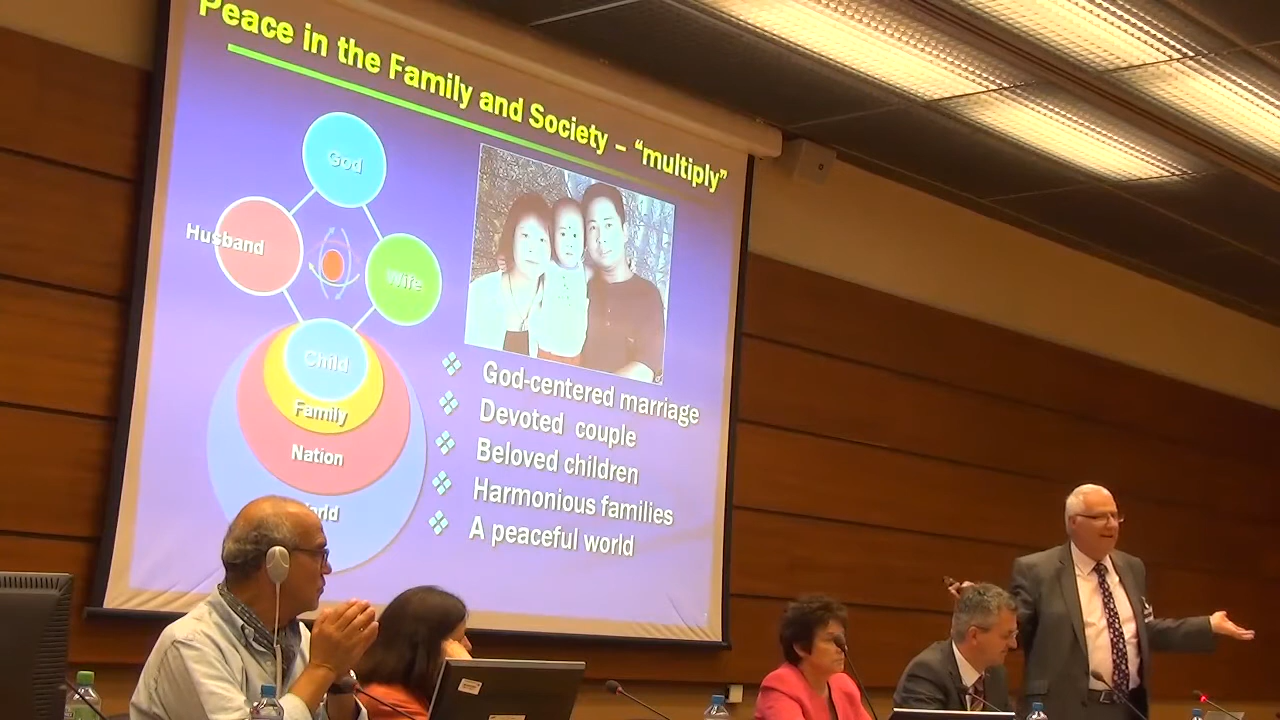 Peace in the Family and Society – “multiply”
God
Husband
Wife
Child
Family
Nation
God-centered marriage
Devoted couple
Beloved children
Harmonious families
A peaceful world